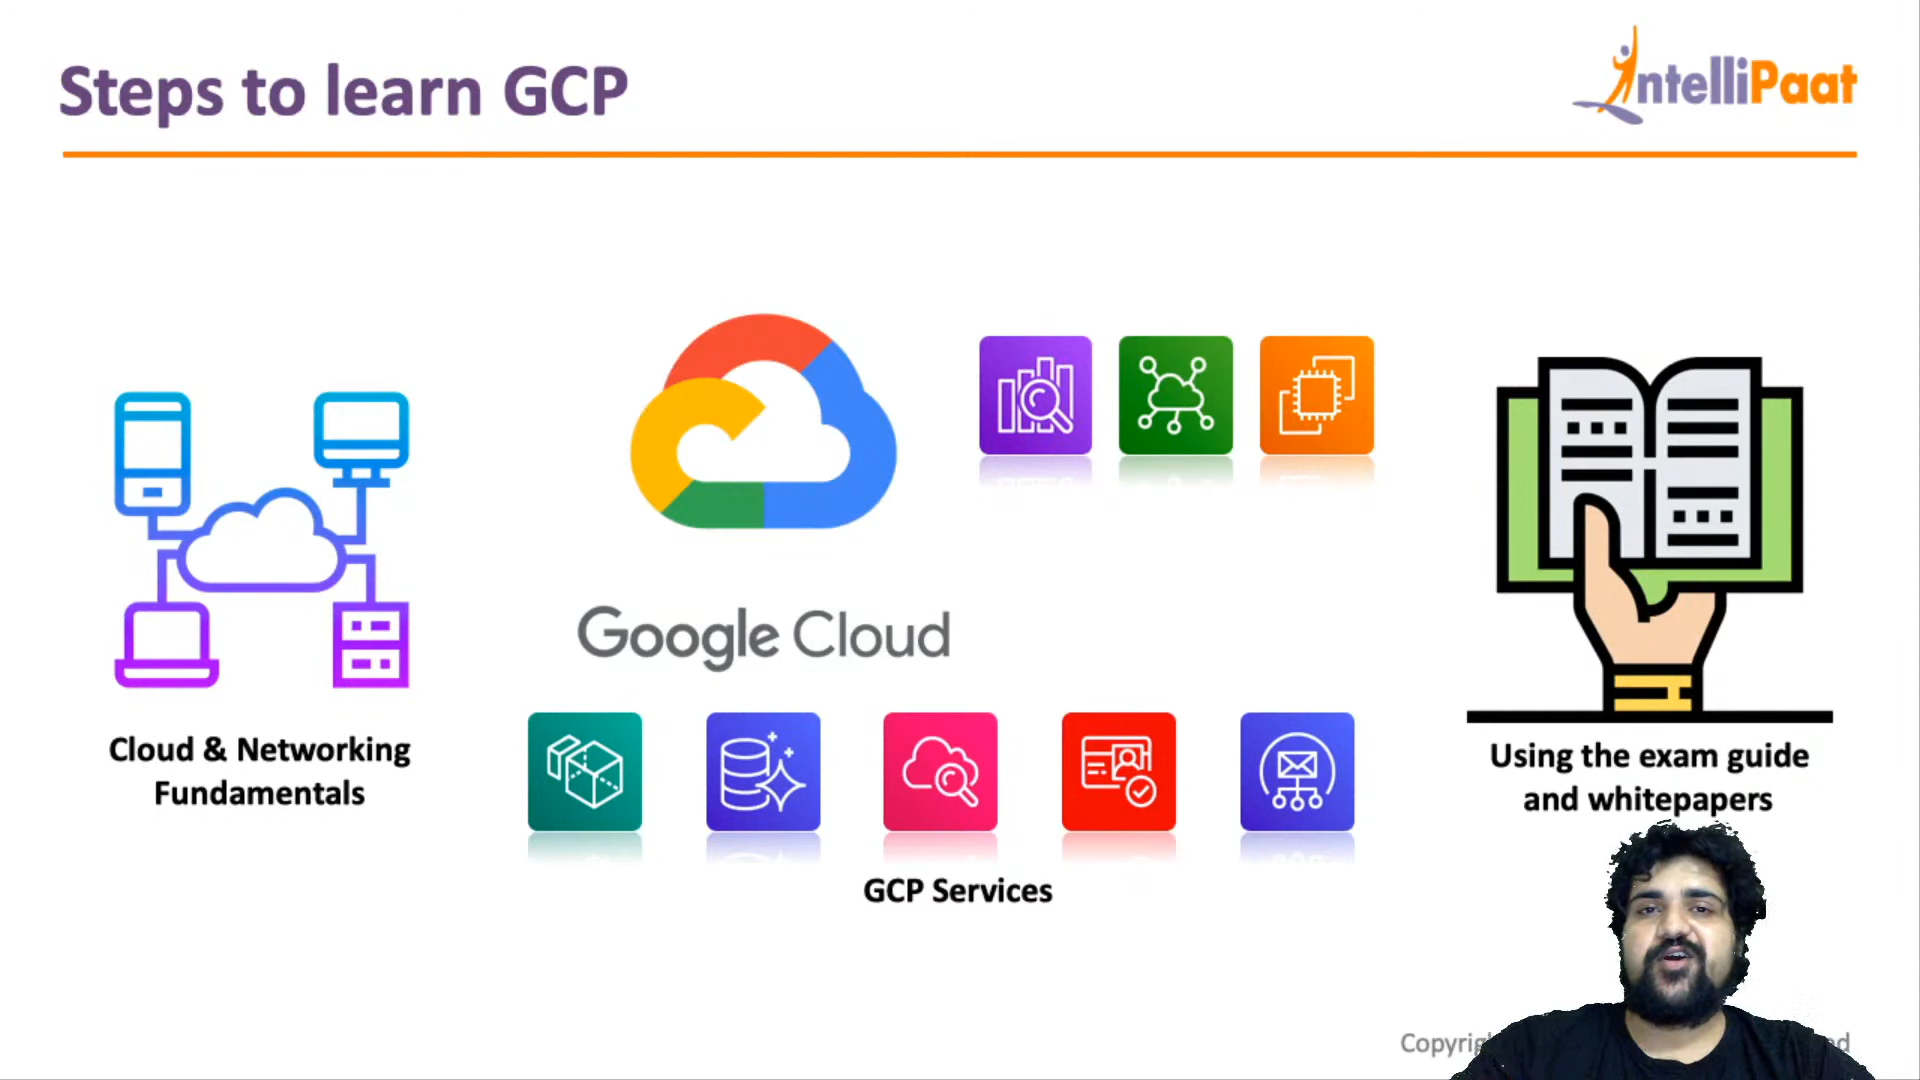 Steps to learn GCP
IntelliPaat
Google Cloud
Cloud & Networking
Fundamentals
GCP Services
Using the exam guide
and whitepapers